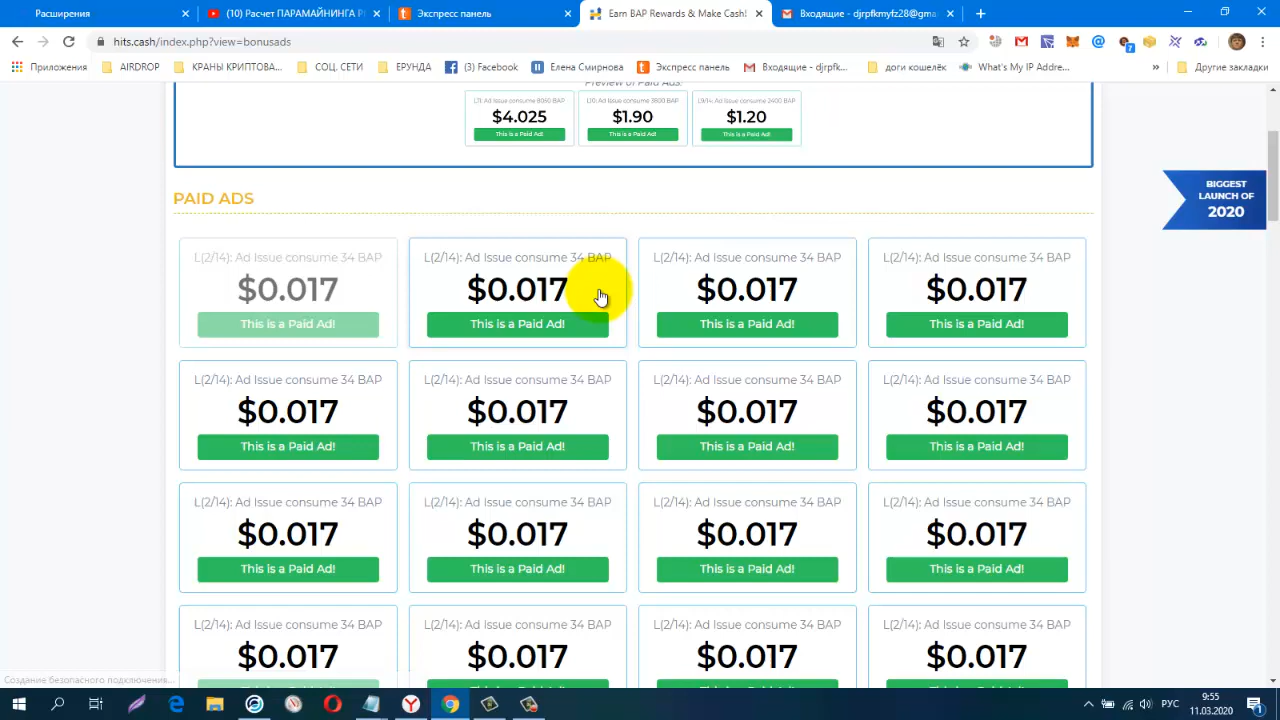 Расширения
(10) Расчет ПАРАМАЙНИНГА P
Экспресс панель
Earn BAP Rewards & Make Cash!
Входящие - djrpfkmyfz28@gma
hits.cash/index.php?view=bonusads
Приложения
AIRDROP
КРАНЫ КРИПТОВА...
СОЦ. СЕТИ
ЕРУНДА
(3) Facebook
Елена Смирнова
Экспресс панель
Входящие - djrpfk...
доги кошелёк
What's My IP Addre...
»
Другие закладки
Preview of Paid Ads:
$4.025
This is a Paid Ad!
$1.90
This is a Paid Ad!
$1.20
This is a Paid Ad!
BIGGEST
LAUNCH OF
2020
PAID ADS
L(2/14): Ad Issue consume 34 BAP
$0.017
This is a Paid Ad!
L(2/14): Ad Issue consume 34 BAP
$0.017
This is a Paid Ad!
L(2/14): Ad Issue consume 34 BAP
$0.017
This is a Paid Ad!
L(2/14): Ad Issue consume 34 BAP
$0.017
This is a Paid Ad!
L(2/14): Ad Issue consume 34 BAP
$0.017
This is a Paid Ad!
L(2/14): Ad Issue consume 34 BAP
$0.017
This is a Paid Ad!
L(2/14): Ad Issue consume 34 BAP
$0.017
This is a Paid Ad!
L(2/14): Ad Issue consume 34 BAP
$0.017
This is a Paid Ad!
L(2/14): Ad Issue consume 34 BAP
$0.017
This is a Paid Ad!
L(2/14): Ad Issue consume 34 BAP
$0.017
This is a Paid Ad!
L(2/14): Ad Issue consume 34 BAP
$0.017
This is a Paid Ad!
L(2/14): Ad Issue consume 34 BAP
$0.017
This is a Paid Ad!
L(2/14): Ad Issue consume 34 BAP
$0.017
L(2/14): Ad Issue consume 34 BAP
$0.017
L(2/14): Ad Issue consume 34 BAP
$0.017
L(2/14): Ad Issue consume 34 BAP
$0.017
Создание безопасного подключения...
РУС
9:55
11.03.2020